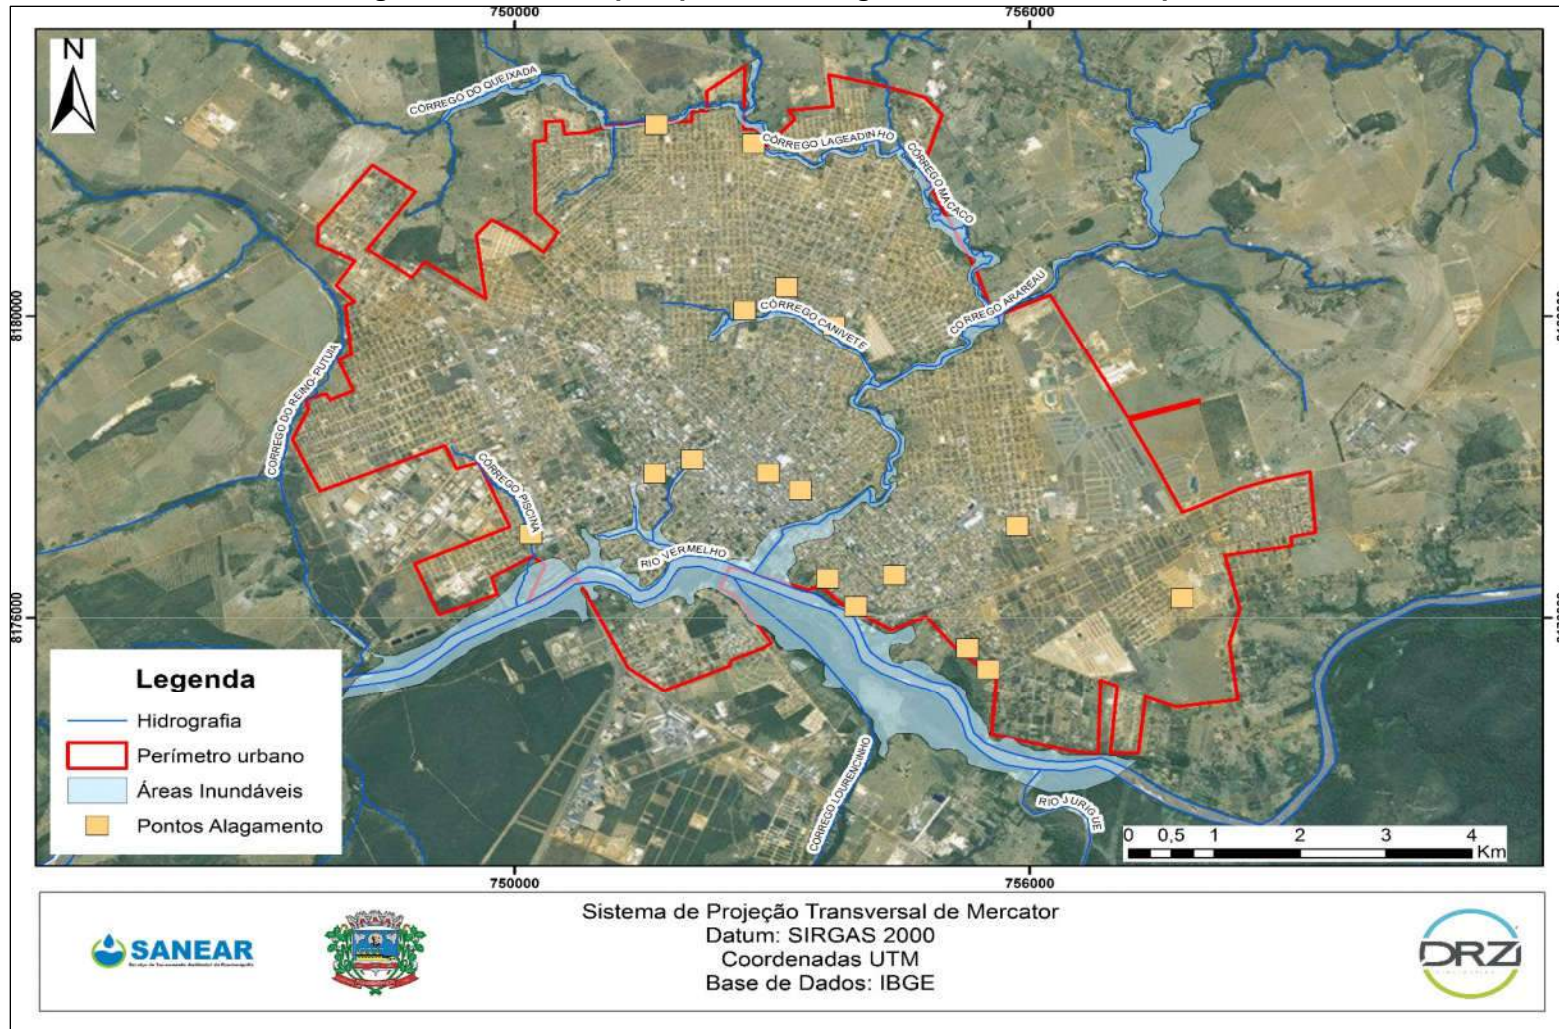 750000
756000
N
CÓRREGO DO QUEIXADA
CÓRREGO LAGEADINHO
CÓRREGO MACACO
8180000
CÓRREGO ARAREAU
CÓRREGO CANIVETE
CÓRREGO DO REINO-PUTUIA
CÓRREGO PISCINA
RIO VERMELHO
8176000
CÓRREGO LOURENCINHO
RIO JURIGUE
Legenda
Hidrografia
Perímetro urbano
Áreas Inundáveis
Pontos Alagamento
0 0,5 1 2 3 4
Km
750000
756000
SANEAR
Sistema de Projeção Transversal de Mercator
Datum: SIRGAS 2000
Coordenadas UTM
Base de Dados: IBGE
DRZ